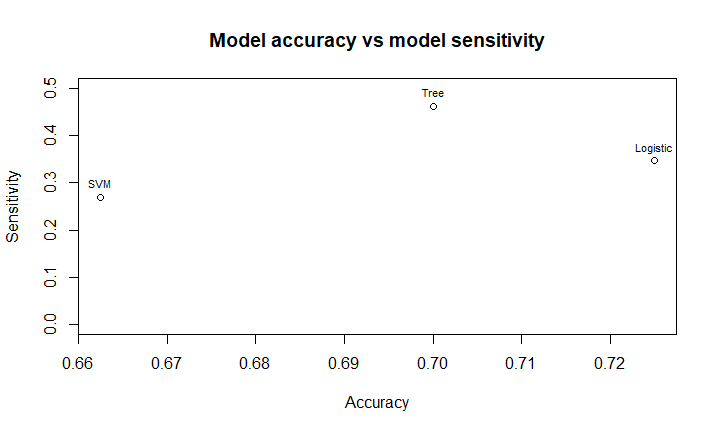 Model accuracy vs model sensitivity
Sensitivity
0.5
0.4
0.3
0.2
0.1
0.0
Tree
Logistic
SVM
0.66 0.67 0.68 0.69 0.70 0.71 0.72
Accuracy